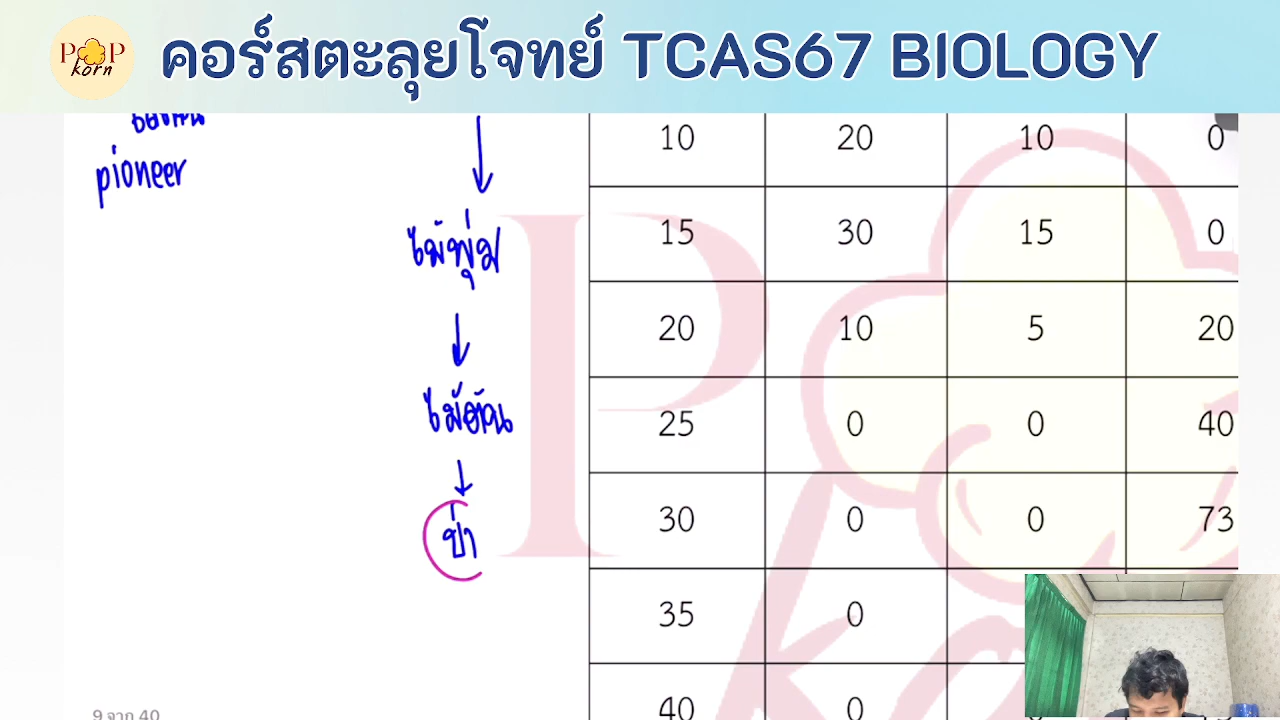 POP
korn
คอร์สตะลุยโจทย์ TCAS67 BIOLOGY
pioneer
ไม้พุ่ม
ไม้ต้น
ป่า
10 20 10 0
15 30 15 0
20 10 5 20
25 0 0 40
30 0 0 73
35 0
40 0
9 จาก 40